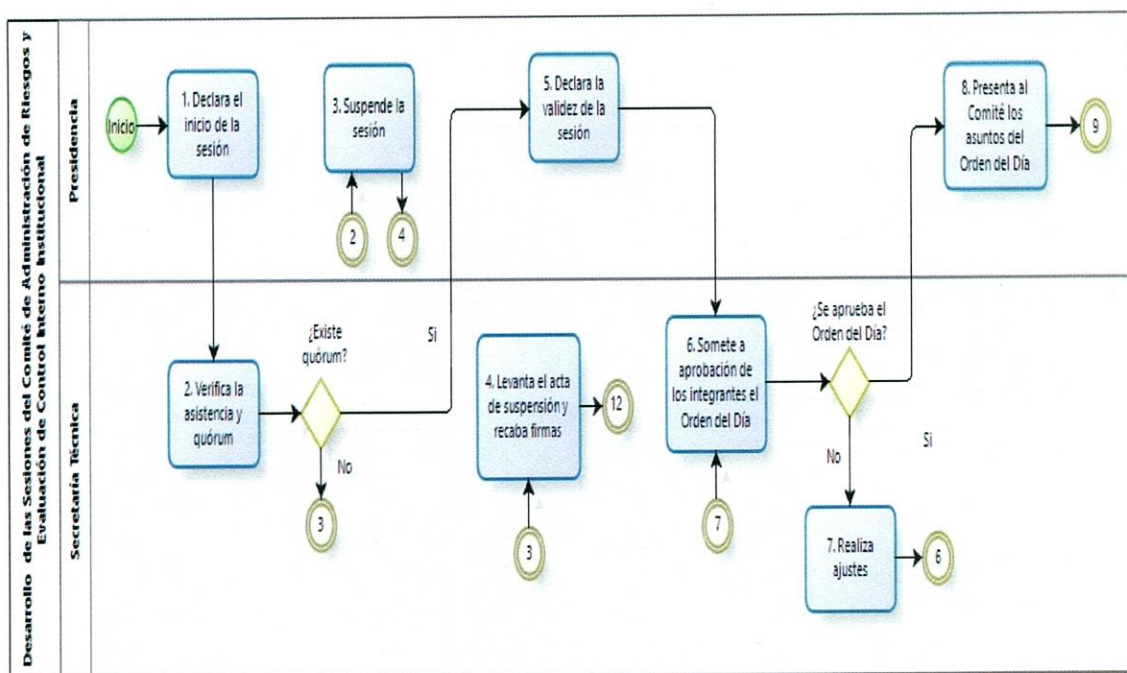 Desarrollo de las Sesiones del Comité de Administración de Riesgos y
Evaluación de Control Interno Institucional
Presidencia
Inicio
1. Declara el
inicio de la
sesión
3. Suspende la
sesión
2
4
5. Declara la
validez de la
sesión
8. Presenta al
Comité los
asuntos del
Orden del Día
9
Secretaría Técnica
2. Verifica la
asistencia y
quórum
¿Existe
quórum?
Si
No
3
4. Levanta el acta
de suspensión y
recaba firmas
12
3
6. Somete a
aprobación de
los integrantes el
Orden del Día
7
¿Se aprueba el
Orden del Día?
Si
No
7. Realiza
ajustes
6